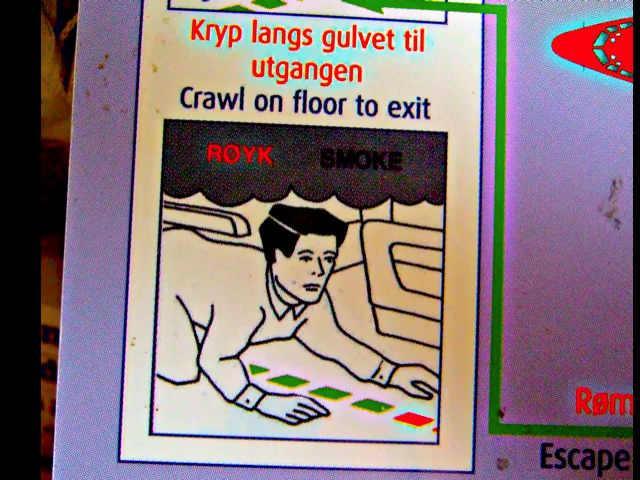 Kryp langs gulvet til
utgangen
Crawl on floor to exit
RØYK SMOKE
Røm
Escape